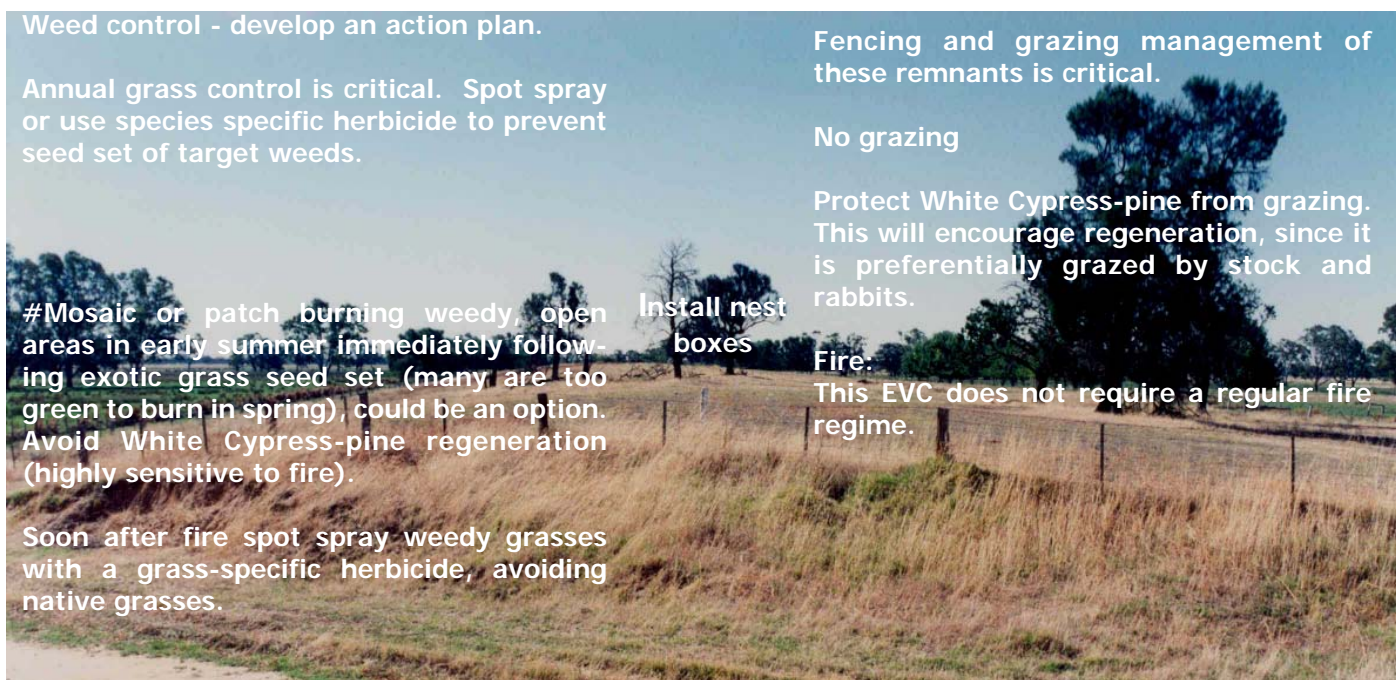 Weed control - develop an action plan.
Annual grass control is critical. Spot spray
or use species specific herbicide to prevent
seed set of target weeds.
#Mosaic or patch burning weedy, open
areas in early summer immediately follow-
ing exotic grass seed set (many are too
green to burn in spring), could be an option.
Avoid White Cypress-pine regeneration
(highly sensitive to fire).
Soon after fire spot spray weedy grasses
with a grass-specific herbicide, avoiding
native grasses.
Install nest
boxes
Fencing and grazing management of
these remnants is critical.
No grazing
Protect White Cypress-pine from grazing.
This will encourage regeneration, since it
is preferentially grazed by stock and
rabbits.
Fire:
This EVC does not require a regular fire
regime.